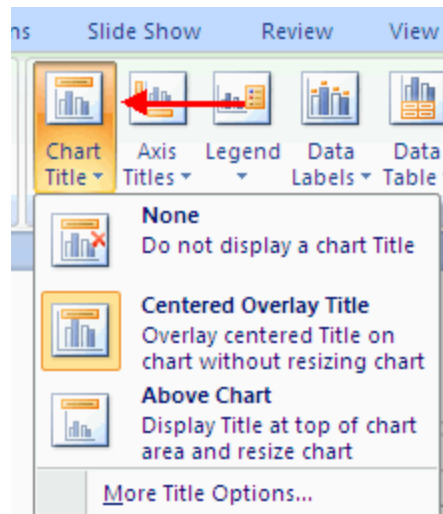 ns Slide Show Review View
Chart Axis Legend Data Data
Title Titles Labels Table
None
Do not display a chart Title
Centered Overlay Title
Overlay centered Title on
chart without resizing chart
Above Chart
Display Title at top of chart
area and resize chart
More Title Options...